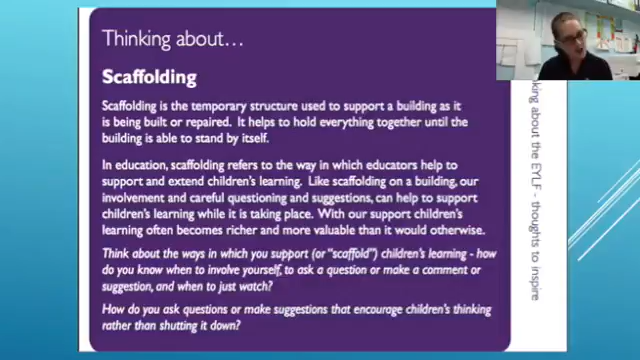 Thinking about...
Scaffolding
Scaffolding is the temporary structure used to support a building as it
is being built or repaired. It helps to hold everything together until the
building is able to stand by itself.
In education, scaffolding refers to the way in which educators help to
support and extend children's learning. Like scaffolding on a building, our
involvement and careful questioning and suggestions, can help to support
children's learning while it is taking place. With our support children's
learning often becomes richer and more valuable than it would otherwise.
Think about the ways in which you support (or "scaffold") children's learning - how
do you know when to involve yourself, to ask a question or make a comment or
suggestion, and when to just watch?
How do you ask questions or make suggestions that encourage children's thinking
rather than shutting it down?
king about the EYLF - thoughts to inspire